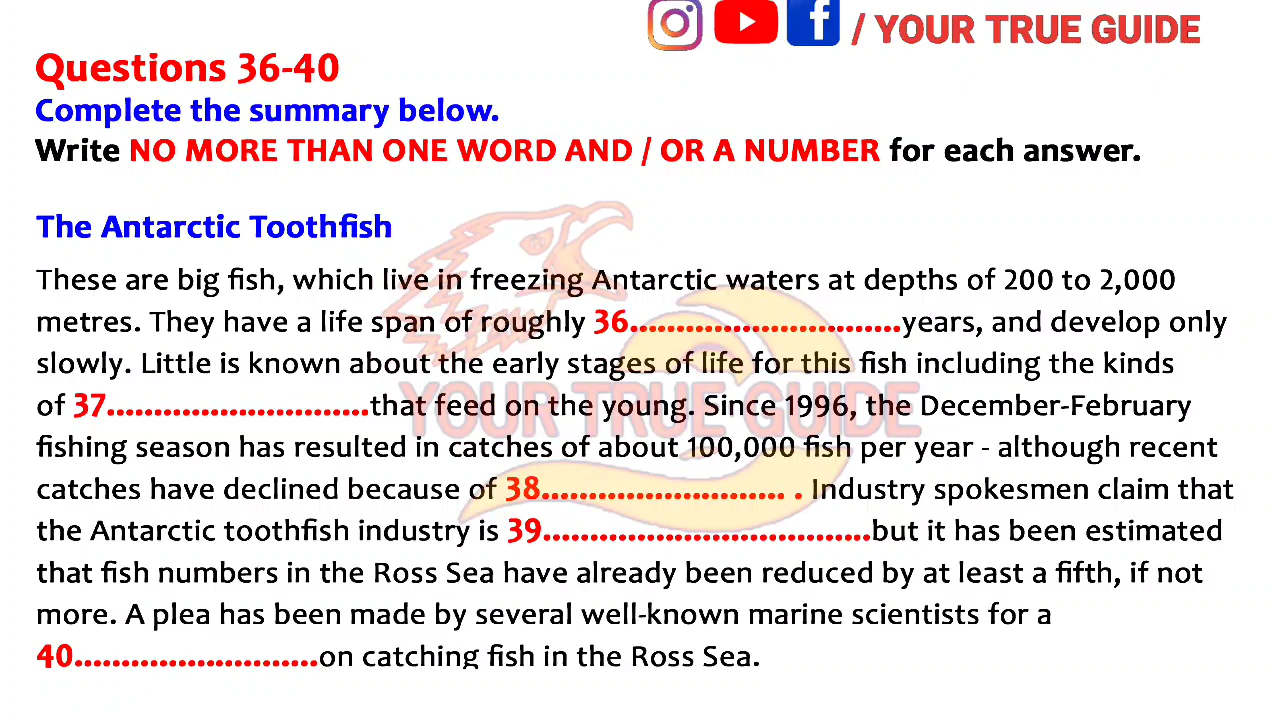 / YOUR TRUE GUIDE
Questions 36-40
Complete the summary below.
Write NO MORE THAN ONE WORD AND / OR A NUMBER for each answer.
The Antarctic Toothfish
These are big fish, which live in freezing Antarctic waters at depths of 200 to 2,000
metres. They have a life span of roughly 36.............................years, and develop only
slowly. Little is known about the early stages of life for this fish including the kinds
of 37............................that feed on the young. Since 1996, the December-February
fishing season has resulted in catches of about 100,000 fish per year - although recent
catches have declined because of 38.......................... . Industry spokesmen claim that
the Antarctic toothfish industry is 39...................................but it has been estimated
that fish numbers in the Ross Sea have already been reduced by at least a fifth, if not
more. A plea has been made by several well-known marine scientists for a
40..........................on catching fish in the Ross Sea.
YOUR TRUE GUIDE